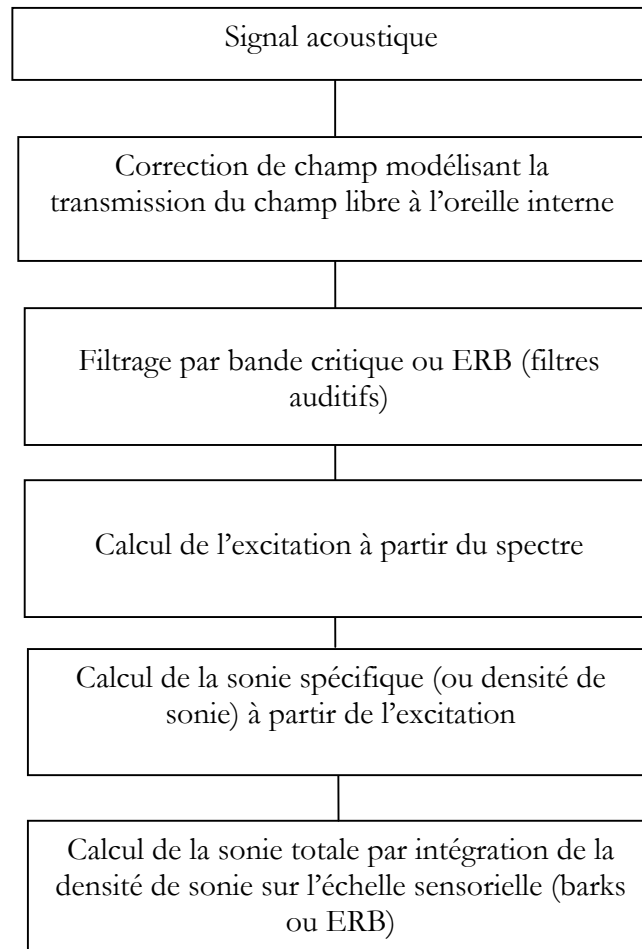 Signal acoustique
Correction de champ modélisant la
transmission du champ libre à l’oreille interne
Filtrage par bande critique ou ERB (filtres
auditifs)
Calcul de l’excitation à partir du spectre
Calcul de la sonie spécifique (ou densité de
sonie) à partir de l’excitation
Calcul de la sonie totale par intégration de la
densité de sonie sur l’échelle sensorielle (barks
ou ERB)